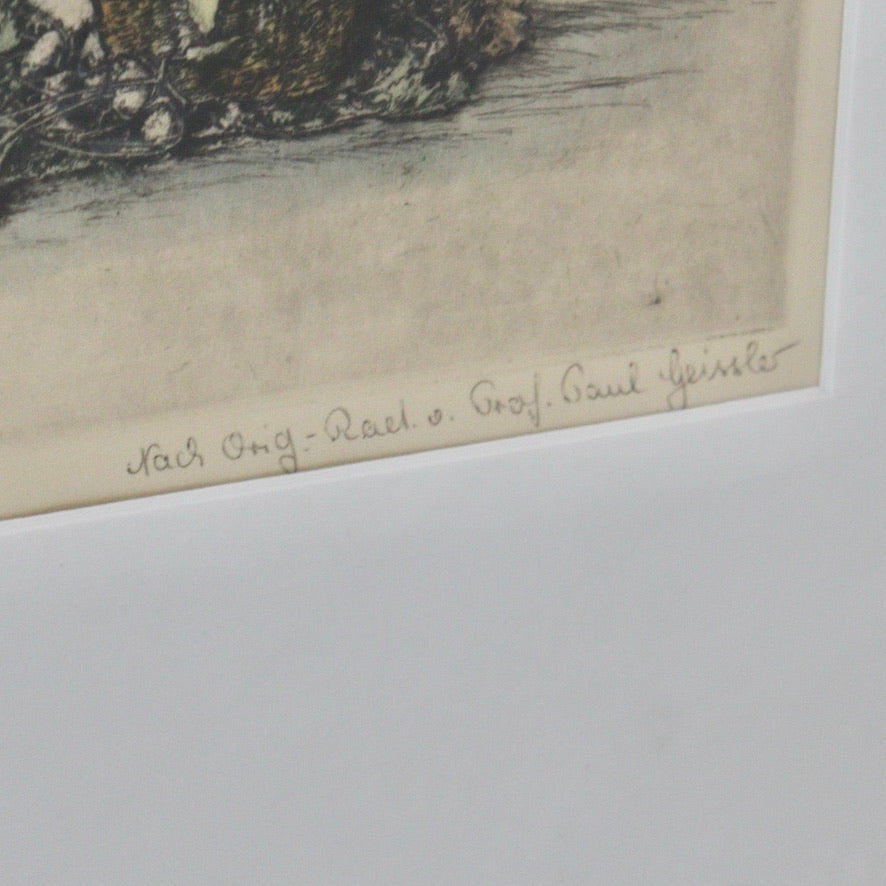 Nach Orig.- Rad. v. Prof. Paul Geissler